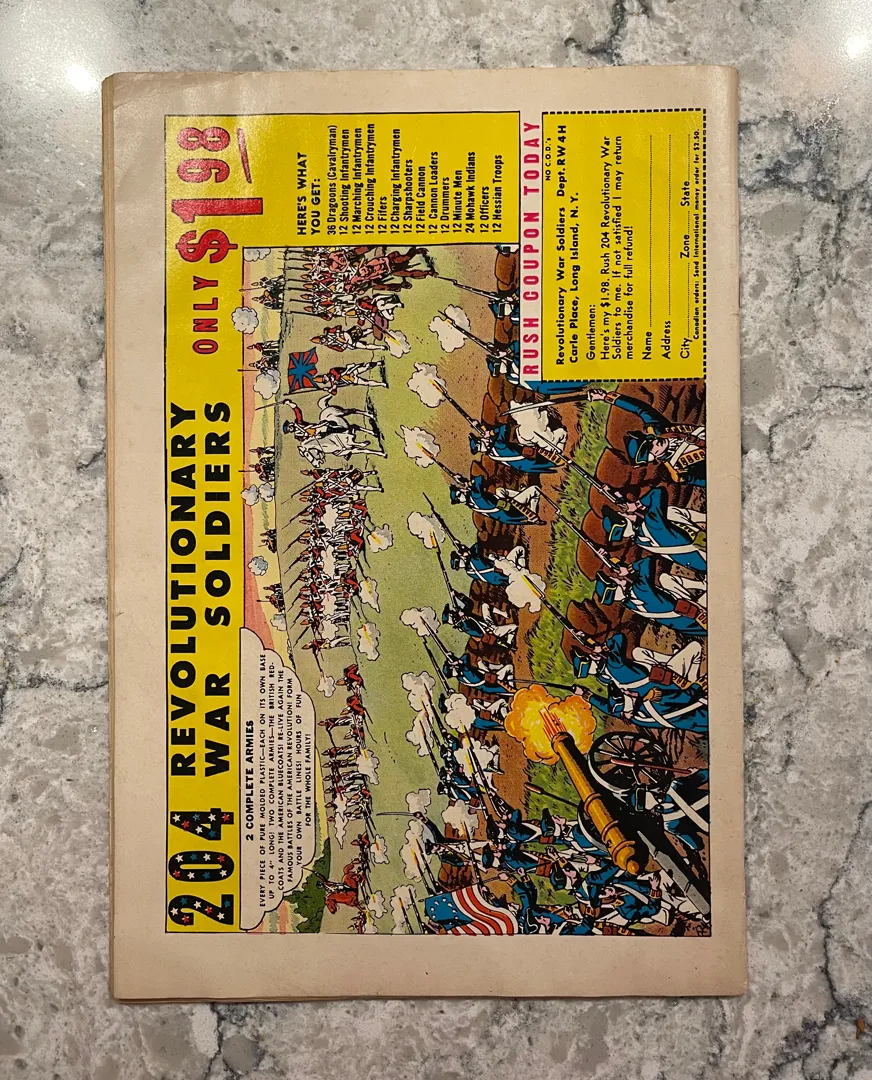 204 REVOLUTIONARY
WAR SOLDIERS
ONLY $1.98
2 COMPLETE ARMIES
EVERY PIECE OF PURE MOLDED PLASTIC—EACH ON ITS OWN BASE
UP TO 4" LONG! TWO COMPLETE ARMIES—THE BRITISH RED-
COATS AND THE AMERICAN BLUECOATS! RE-LIVE AGAIN THE
FAMOUS BATTLES OF THE AMERICAN REVOLUTION! FORM
YOUR OWN BATTLE LINES! HOURS OF FUN
FOR THE WHOLE FAMILY!
HERE'S WHAT
YOU GET:
36 Dragoons (Cavalryman)
12 Shooting Infantrymen
12 Marching Infantrymen
12 Crouching Infantrymen
12 Fifers
12 Charging Infantrymen
12 Sharpshooters
12 Field Cannon
12 Cannon Loaders
12 Drummers
12 Minute Men
24 Mohawk Indians
12 Officers
12 Hessian Troops
RUSH COUPON TODAY
NO C.O.D.'s
Revolutionary War Soldiers Dept. RW4H
Carle Place, Long Island, N. Y.
Gentlemen:
Here's my $1.98. Rush 204 Revolutionary War
Soldiers to me. If not satisfied I may return
merchandise for full refund!
Name
Address
City Zone State
Canadian orders: Send International money order for $2.50.